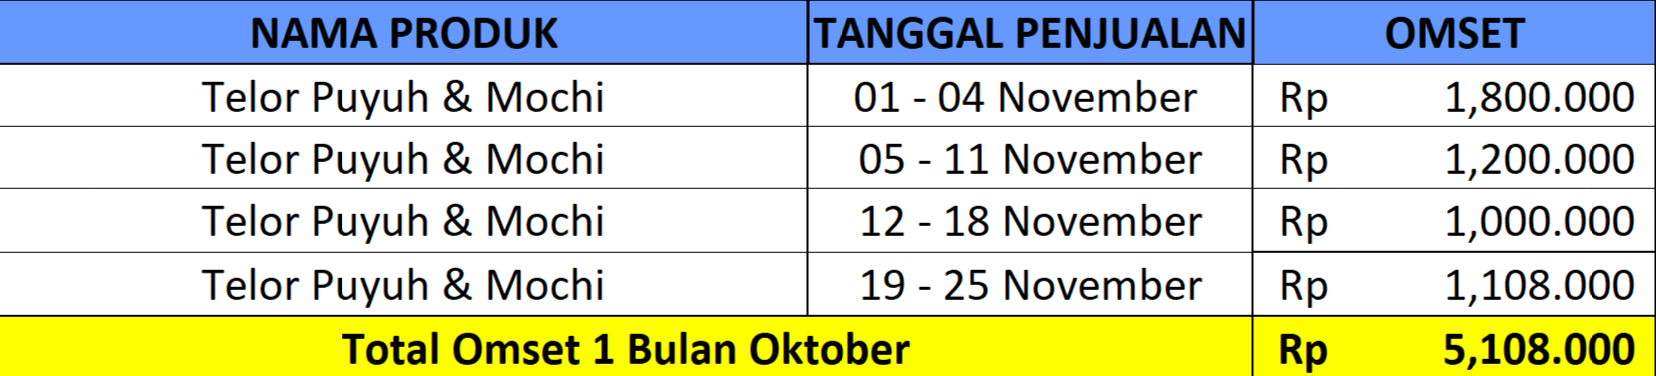 NAMA PRODUK TANGGAL PENJUALAN OMSET
Telor Puyuh & Mochi 01 - 04 November Rp 1,800.000
Telor Puyuh & Mochi 05 - 11 November Rp 1,200.000
Telor Puyuh & Mochi 12 - 18 November Rp 1,000.000
Telor Puyuh & Mochi 19 - 25 November Rp 1,108.000
Total Omset 1 Bulan Oktober Rp 5,108.000